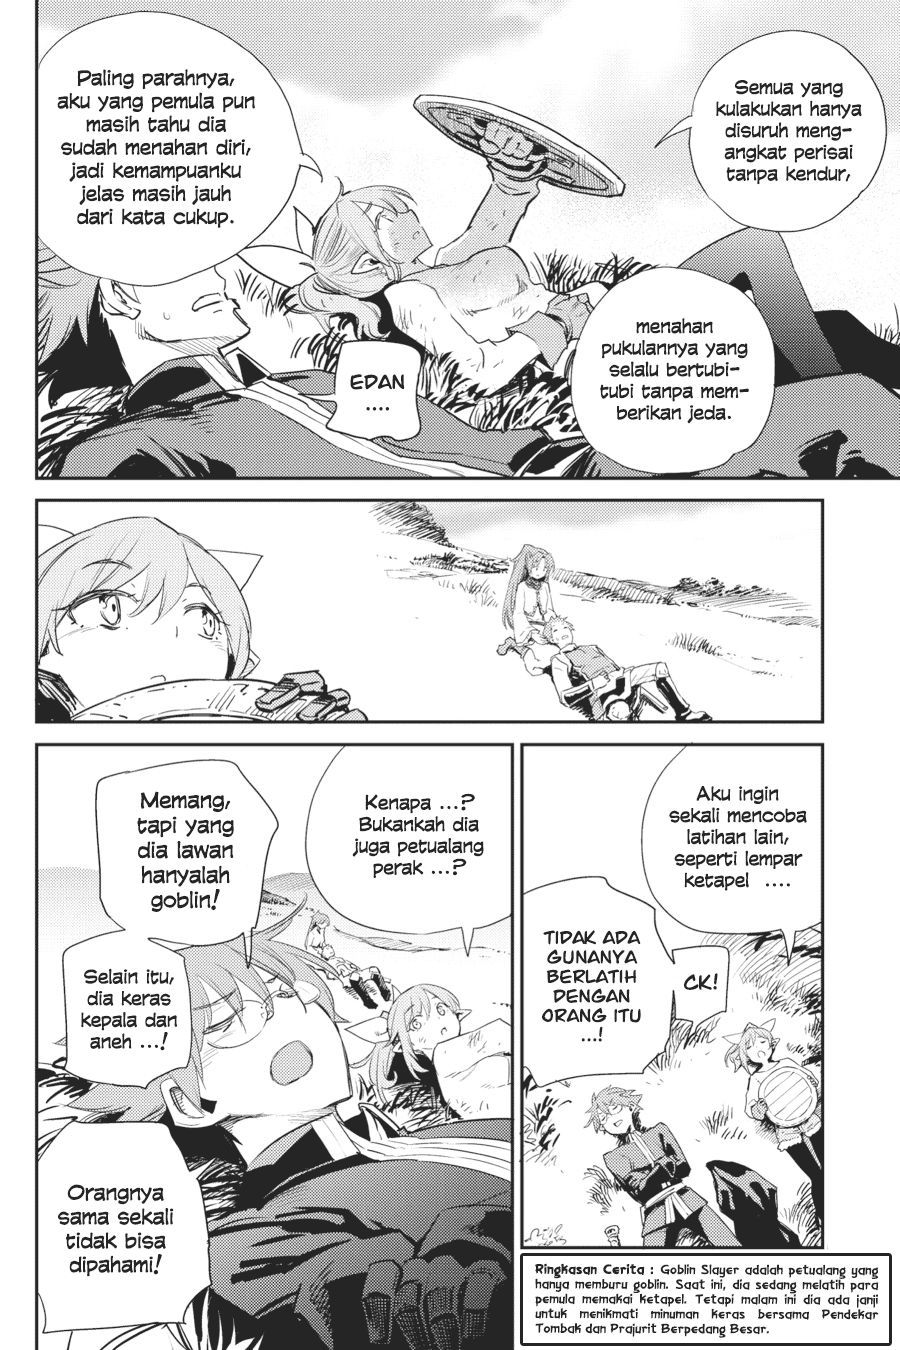 Semua yang
kulakukan hanya
disuruh meng-
angkat perisai
tanpa kendur,
menahan
pukulannya yang
selalu bertubi-
tubi tanpa mem-
berikan jeda.
Paling parahnya,
aku yang pemula pun
masih tahu dia
sudah menahan diri,
jadi kemampuanku
jelas masih jauh
dari kata cukup.
EDAN
....
Aku ingin
sekali mencoba
latihan lain,
seperti lempar
ketapel ....
CK!
TIDAK ADA
GUNANYA
BERLATIH
DENGAN
ORANG ITU
...!
Kenapa ...?
Bukankah dia
juga petualang
perak ...?
Memang,
tapi yang
dia lawan
hanyalah
goblin!
Selain itu,
dia keras
kepala dan
aneh ...!
Orangnya
sama sekali
tidak bisa
dipahami!
Ringkasan Cerita : Goblin Slayer adalah petualang yang
hanya memburu goblin. Saat ini, dia sedang melatih para
pemula memakai ketapel. Tetapi malam ini dia ada janji
untuk menikmati minuman keras bersama Pendekar
Tombak dan Prajurit Berpedang Besar.